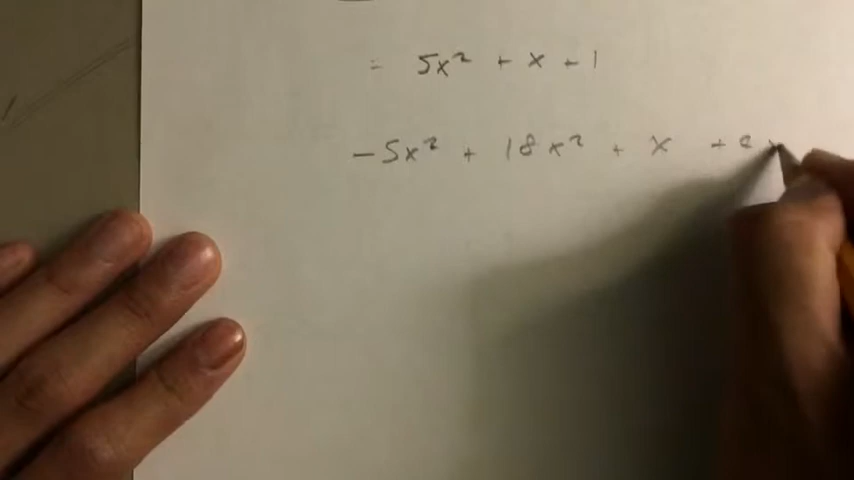 = 5x² + x + 1
-5x² + 18x² + x +